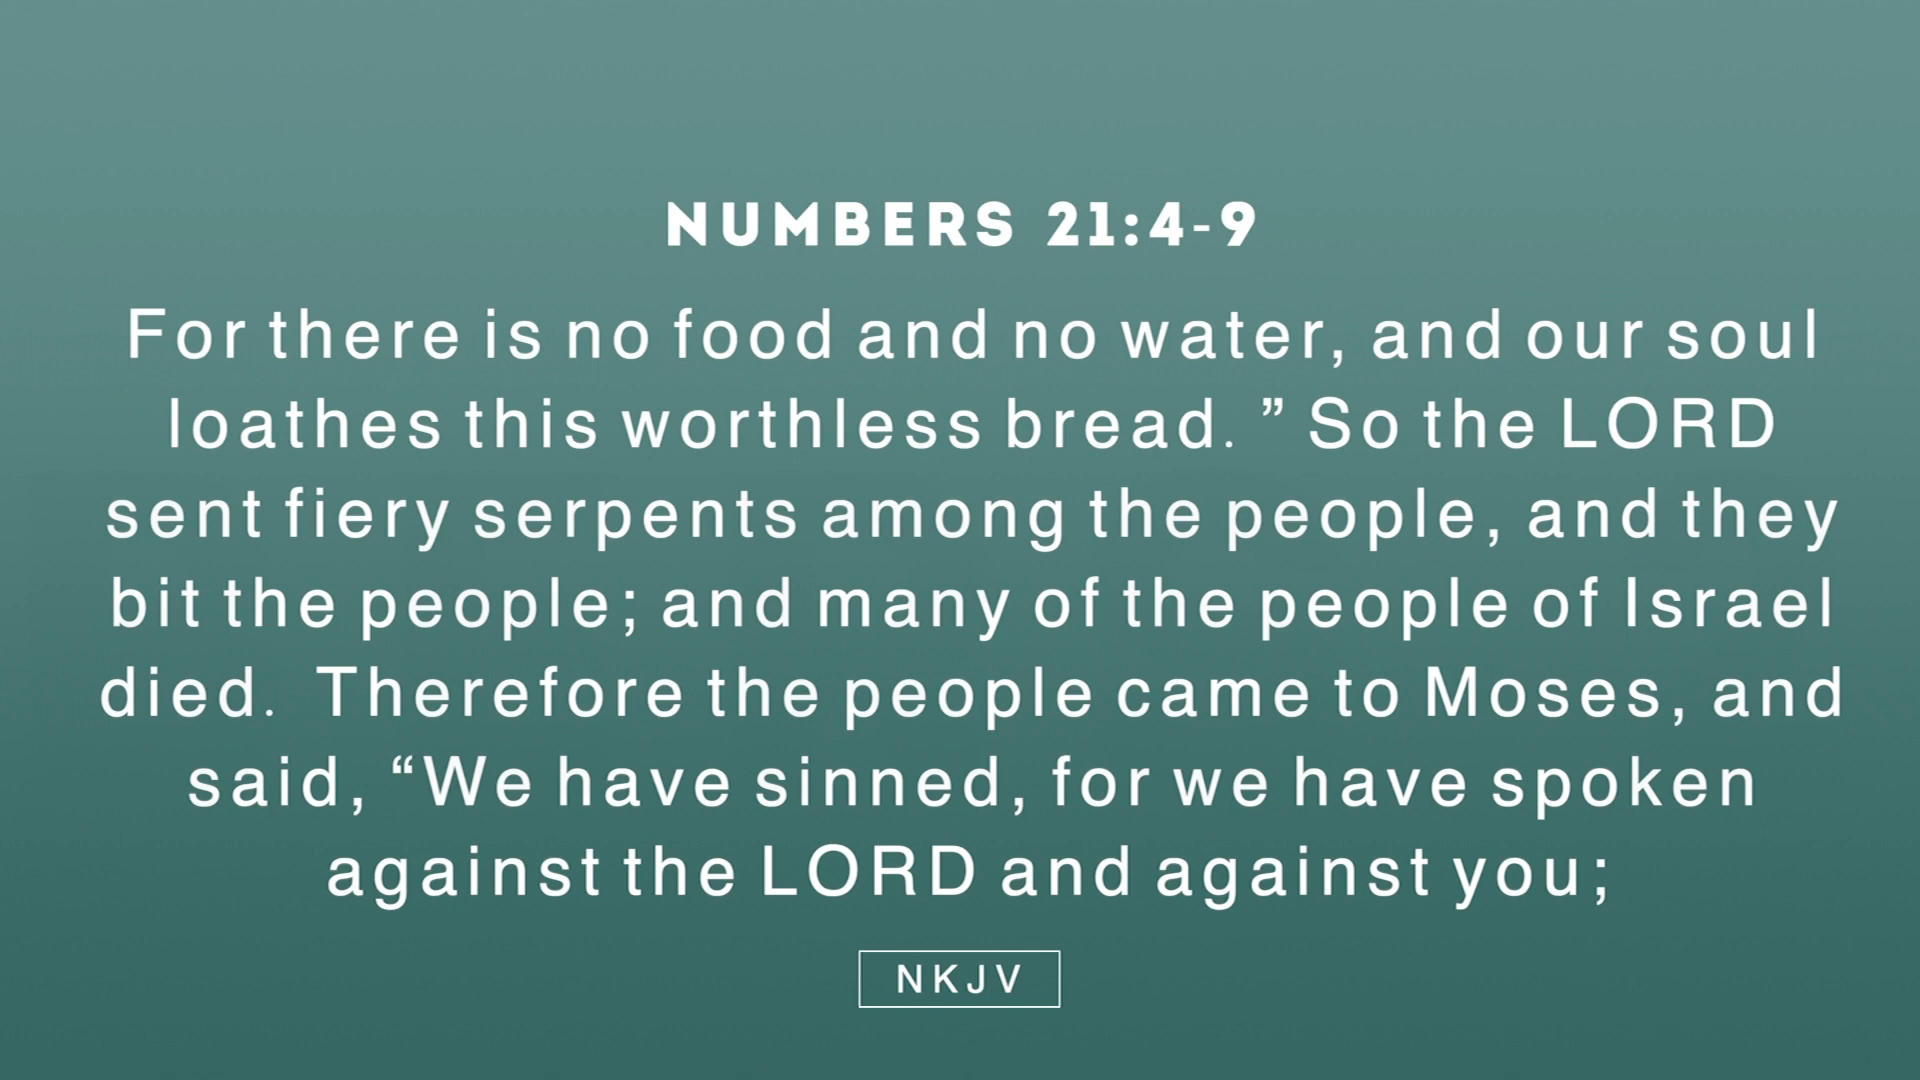 NUMBERS 21:4-9
For there is no food and no water, and our soul
loathes this worthless bread. ” So the LORD
sent fiery serpents among the people, and they
bit the people; and many of the people of Israel
died.  Therefore the people came to Moses, and
said, “We have sinned, for we have spoken
against the LORD and against you;
NKJV